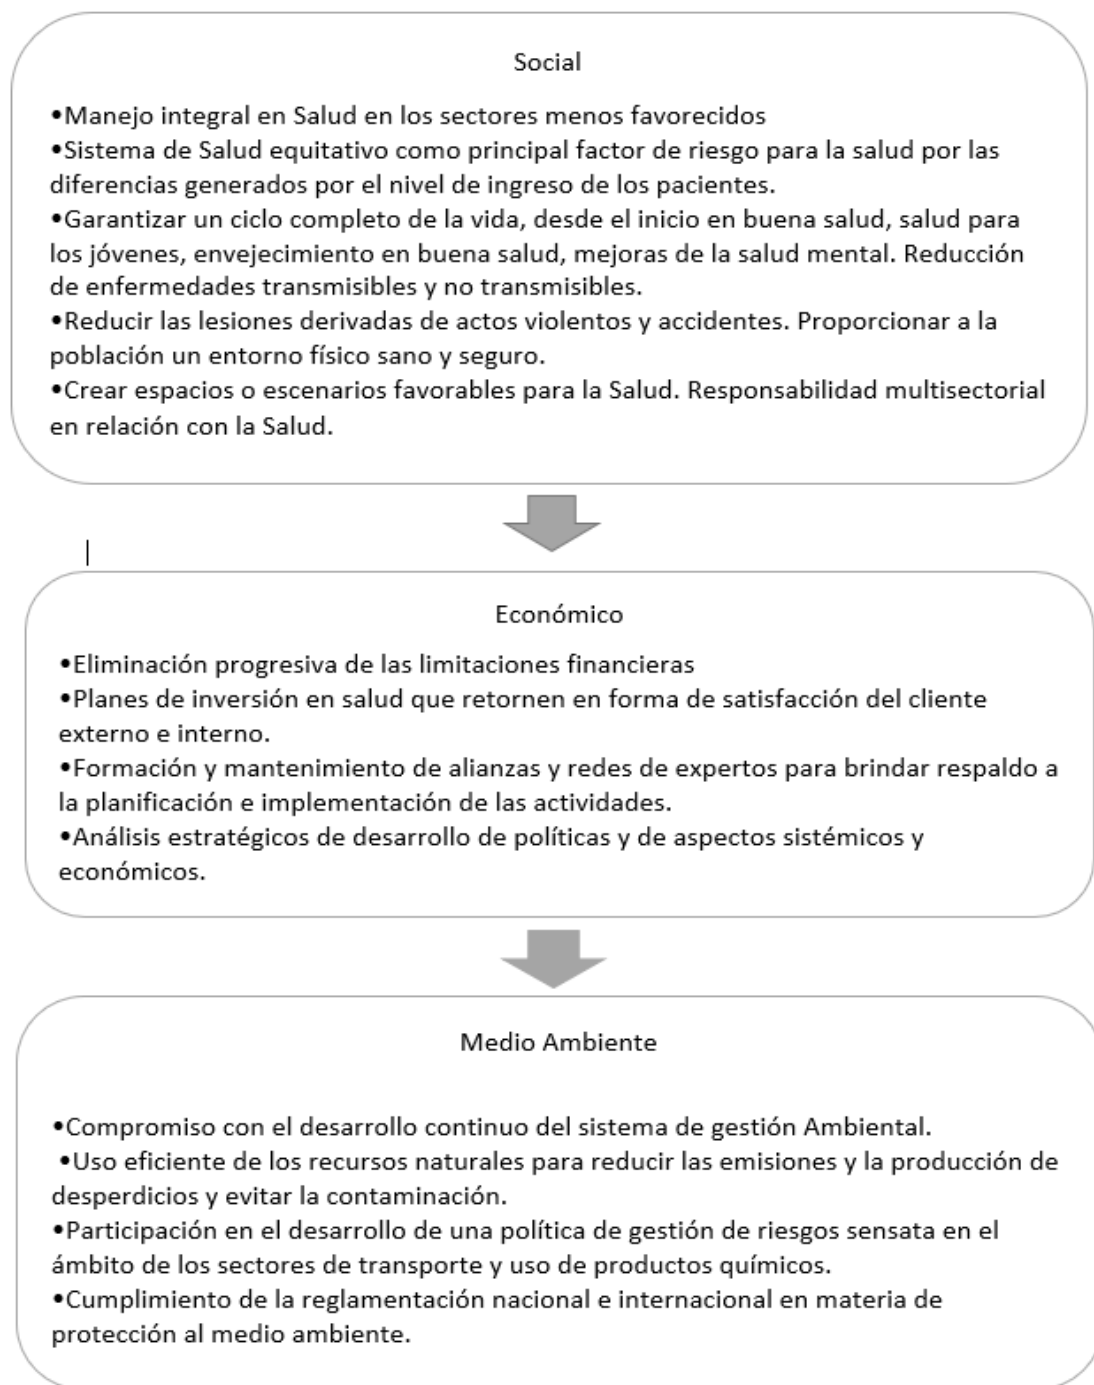 Social
•Manejo integral en Salud en los sectores menos favorecidos
•Sistema de Salud equitativo como principal factor de riesgo para la salud por las
diferencias generados por el nivel de ingreso de los pacientes.
•Garantizar un ciclo completo de la vida, desde el inicio en buena salud, salud para
los jóvenes, envejecimiento en buena salud, mejoras de la salud mental. Reducción
de enfermedades transmisibles y no transmisibles.
•Reducir las lesiones derivadas de actos violentos y accidentes. Proporcionar a la
población un entorno físico sano y seguro.
•Crear espacios o escenarios favorables para la Salud. Responsabilidad multisectorial
en relación con la Salud.
Económico
•Eliminación progresiva de las limitaciones financieras
•Planes de inversión en salud que retornen en forma de satisfacción del cliente
externo e interno.
•Formación y mantenimiento de alianzas y redes de expertos para brindar respaldo a
la planificación e implementación de las actividades.
•Análisis estratégicos de desarrollo de políticas y de aspectos sistémicos y
económicos.
Medio Ambiente
•Compromiso con el desarrollo continuo del sistema de gestión Ambiental.
•Uso eficiente de los recursos naturales para reducir las emisiones y la producción de
desperdicios y evitar la contaminación.
•Participación en el desarrollo de una política de gestión de riesgos sensata en el
ámbito de los sectores de transporte y uso de productos químicos.
•Cumplimiento de la reglamentación nacional e internacional en materia de
protección al medio ambiente.